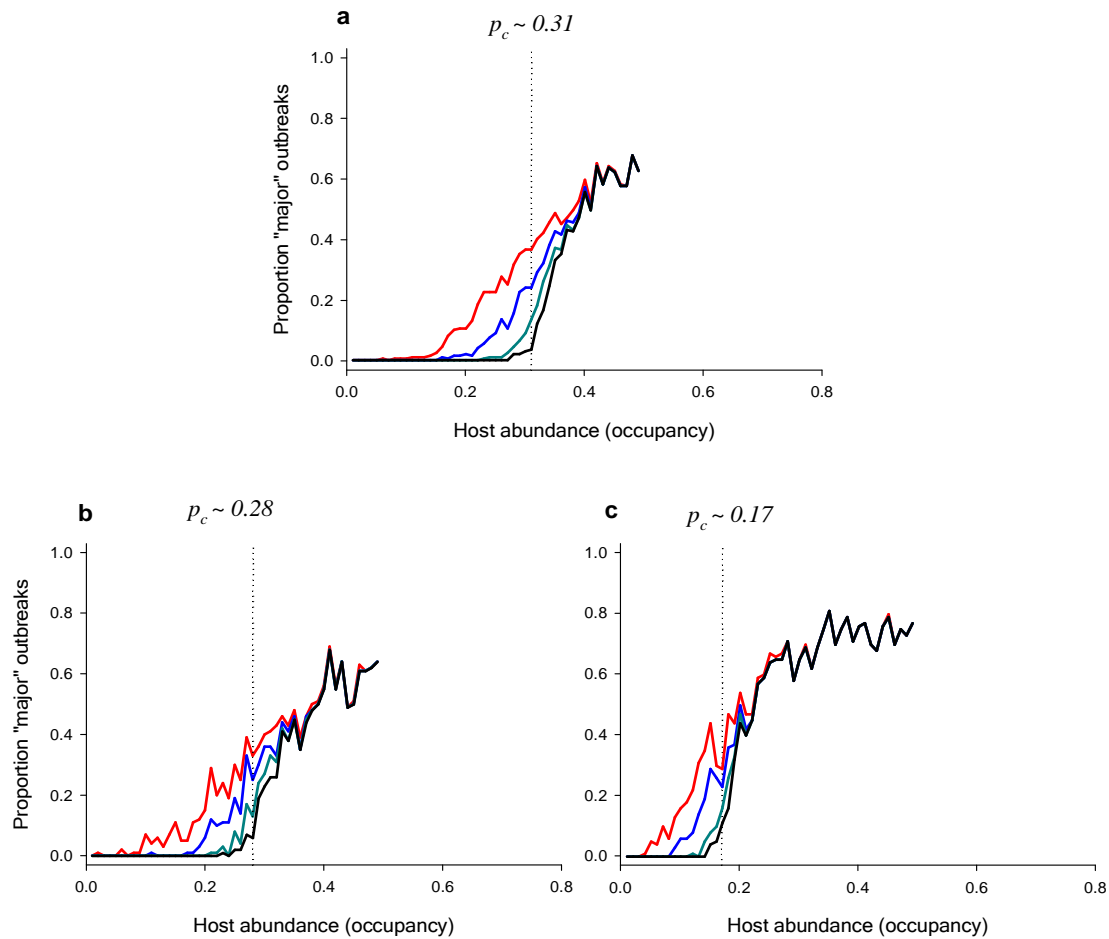 a
p_c ~ 0.31
1.0
0.8
0.6
0.4
0.2
0.0
Proportion "major" outbreaks
0.0 0.2 0.4 0.6 0.8
Host abundance (occupancy)
b
p_c ~ 0.28
1.0
0.8
0.6
0.4
0.2
0.0
Proportion "major" outbreaks
0.0 0.2 0.4 0.6 0.8
Host abundance (occupancy)
c
p_c ~ 0.17
1.0
0.8
0.6
0.4
0.2
0.0
0.0 0.2 0.4 0.6 0.8
Host abundance (occupancy)